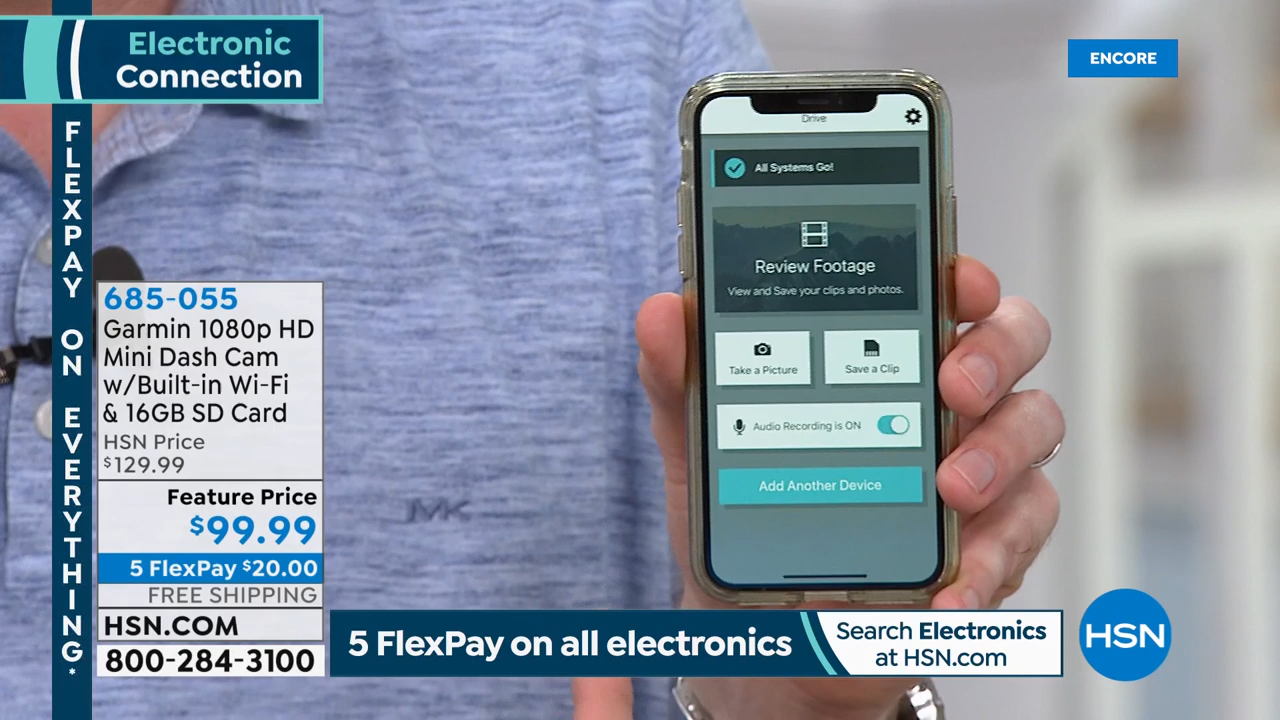 Electronic
Connection
ENCORE
FLEXPAY ON EVERYTHING*
Drive
All Systems Go!
Review Footage
View and Save your clips and photos.
Take a Picture
Save a Clip
Audio Recording is ON
Add Another Device
MK
685-055
Garmin 1080p HD
Mini Dash Cam
w/Built-in Wi-Fi
& 16GB SD Card
HSN Price
$129.99
Feature Price
$99.99
5 FlexPay $20.00
FREE SHIPPING
HSN.COM
800-284-3100
5 FlexPay on all electronics
Search Electronics
at HSN.com
HSN